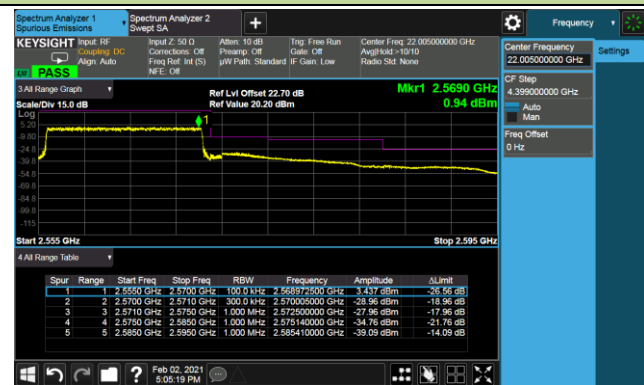 Spectrum Analyzer 1
Spurious Emissions
Spectrum Analyzer 2
Swept SA
+
Frequency
KEYSIGHT
Input: RF
Coupling: DC
Align: Auto
Input Z: 50 Ω
Corrections: Off
Freq Ref: Int (S)
NFE: Off
Atten: 10 dB
Preamp: Off
µW Path: Standard
Trig: Free Run
Gate: Off
IF Gain: Low
Center Freq: 22.005000000 GHz
Avg|Hold:>10/10
Radio Std: None
PASS
Center Frequency
22.005000000 GHz
Settings
CF Step
4.399000000 GHz
Auto
Man
Freq Offset
0 Hz
3 All Range Graph
Scale/Div 15.0 dB
Ref Lvl Offset 22.70 dB
Ref Value 20.20 dBm
Mkr1 2.5690 GHz
0.94 dBm
Log
1
5.20
-9.80
-24.8
-39.8
-54.8
-69.8
-84.8
-99.8
-115
Start 2.555 GHz
Stop 2.595 GHz
4 All Range Table
Spur Range Start Freq Stop Freq RBW Frequency Amplitude ΔLimit
1 1 2.5550 GHz 2.5700 GHz 100.0 kHz 2.568972500 GHz 3.437 dBm -26.56 dB
2 2 2.5700 GHz 2.5710 GHz 300.0 kHz 2.570005000 GHz -28.96 dBm -18.96 dB
3 3 2.5710 GHz 2.5750 GHz 1.000 MHz 2.572500000 GHz -27.96 dBm -17.96 dB
4 4 2.5750 GHz 2.5850 GHz 1.000 MHz 2.575140000 GHz -34.76 dBm -21.76 dB
5 5 2.5850 GHz 2.5950 GHz 1.000 MHz 2.585410000 GHz -39.09 dBm -14.09 dB
?
Feb 02, 2021
5:05:19 PM